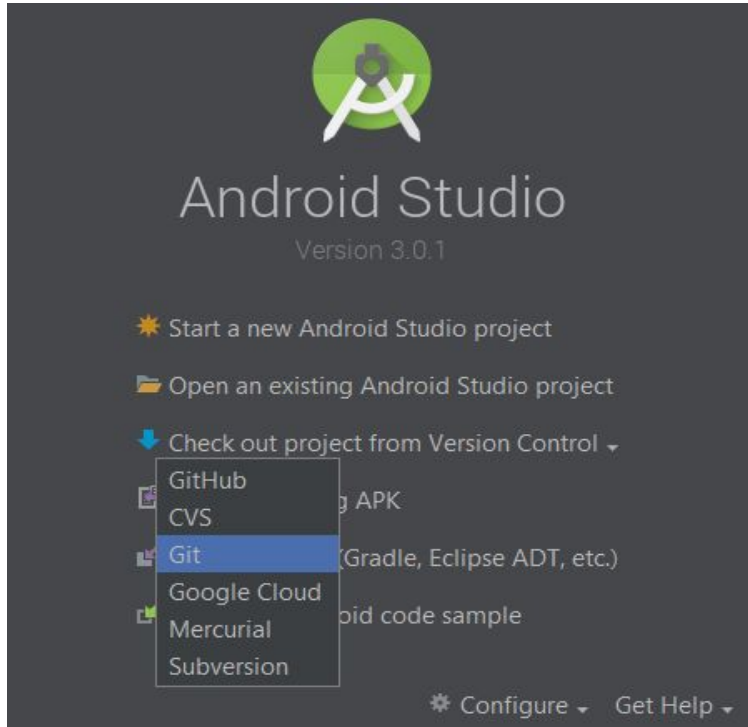 Android Studio
Version 3.0.1
Start a new Android Studio project
Open an existing Android Studio project
Check out project from Version Control
GitHub
CVS
g APK
Git
(Gradle, Eclipse ADT, etc.)
Google Cloud
Mercurial
oid code sample
Subversion
Configure
Get Help